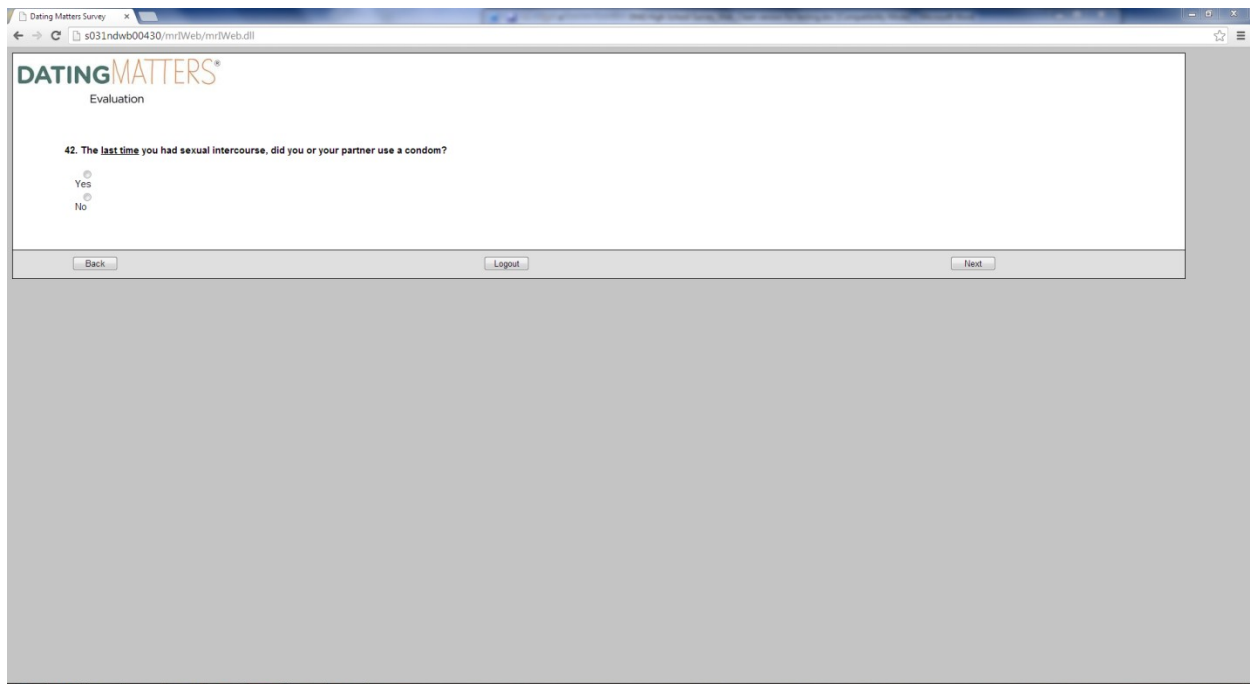 Dating Matters Survey
s031ndwb00430/mrIWeb/mrIWeb.dll
DATINGMATTERS®
Evaluation
42. The last time you had sexual intercourse, did you or your partner use a condom?
Yes
No
Back Logout Next